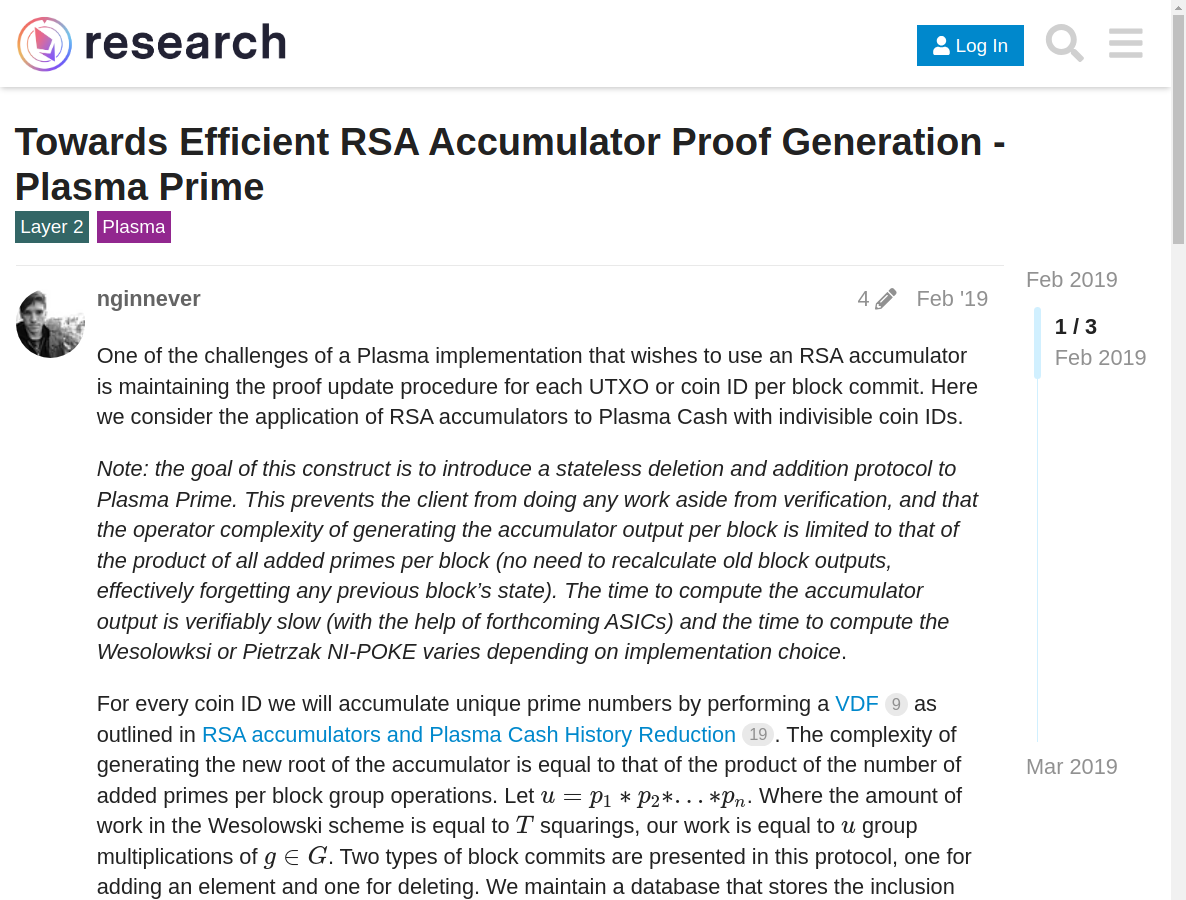 research
Log In
Towards Efficient RSA Accumulator Proof Generation -
Plasma Prime
Layer 2 Plasma
nginnever 4 Feb '19
Feb 2019
1 / 3
Feb 2019
Mar 2019
One of the challenges of a Plasma implementation that wishes to use an RSA accumulator
is maintaining the proof update procedure for each UTXO or coin ID per block commit. Here
we consider the application of RSA accumulators to Plasma Cash with indivisible coin IDs.
Note: the goal of this construct is to introduce a stateless deletion and addition protocol to
Plasma Prime. This prevents the client from doing any work aside from verification, and that
the operator complexity of generating the accumulator output per block is limited to that of
the product of all added primes per block (no need to recalculate old block outputs,
effectively forgetting any previous block’s state). The time to compute the accumulator
output is verifiably slow (with the help of forthcoming ASICs) and the time to compute the
Wesolowksi or Pietrzak NI-POKE varies depending on implementation choice.
For every coin ID we will accumulate unique prime numbers by performing a VDF 9 as
outlined in RSA accumulators and Plasma Cash History Reduction 19. The complexity of
generating the new root of the accumulator is equal to that of the product of the number of
added primes per block group operations. Let u = p₁ ∗ p₂∗. . . ∗pₙ. Where the amount of
work in the Wesolowski scheme is equal to T squarings, our work is equal to u group
multiplications of g ∈ G. Two types of block commits are presented in this protocol, one for
adding an element and one for deleting. We maintain a database that stores the inclusion